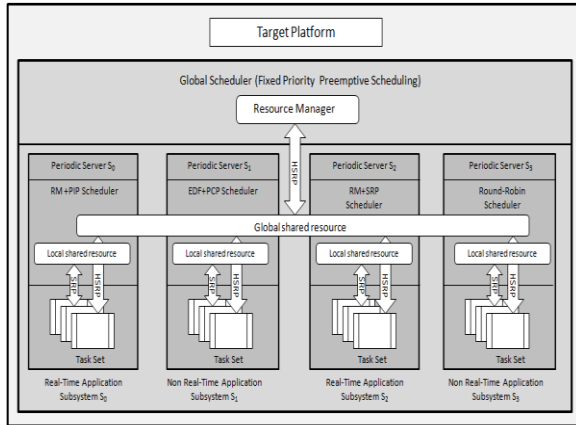 Target Platform
Global Scheduler (Fixed Priority Preemptive Scheduling)
Resource Manager
HSRP
Periodic Server S0
Periodic Server S1
Periodic Server S2
Periodic Server S3
RM+PIP Scheduler
EDF+PCP Scheduler
RM+SRP
Scheduler
Round-Robin
Scheduler
Global shared resource
Local shared resource
Local shared resource
Local shared resource
Local shared resource
SRP
HSRP
SRP
HSRP
SRP
HSRP
SRP
HSRP
Task Set
Task Set
Task Set
Task Set
Real-Time Application
Subsystem S0
Non Real-Time Application
Subsystem S1
Real-Time Application
Subsystem S2
Non Real-Time Application
Subsystem S3